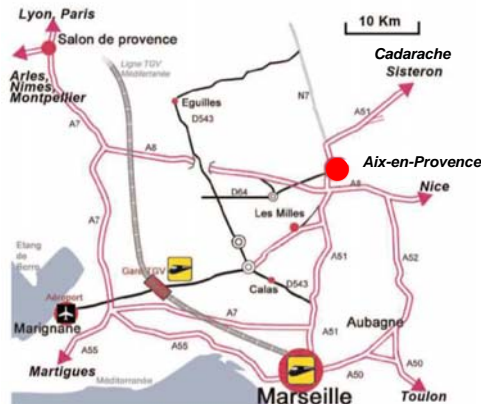 Lyon, Paris
10 Km
Salon de provence
Cadarache
Sisteron
Ligne TGV
Méditerranée
Arles,
Nimes,
Montpellier
Eguilles
N7
A51
D543
A7
A8
Aix-en-Provence
D64
A8
Nice
Les Milles
A7
A51
A52
Etang
de
Berre
Gare TGV
Calas
D543
Aéroport
A7
Marignane
A51
Aubagne
A55
A55
A50
A50
Martigues
Méditerranée
Marseille
Toulon